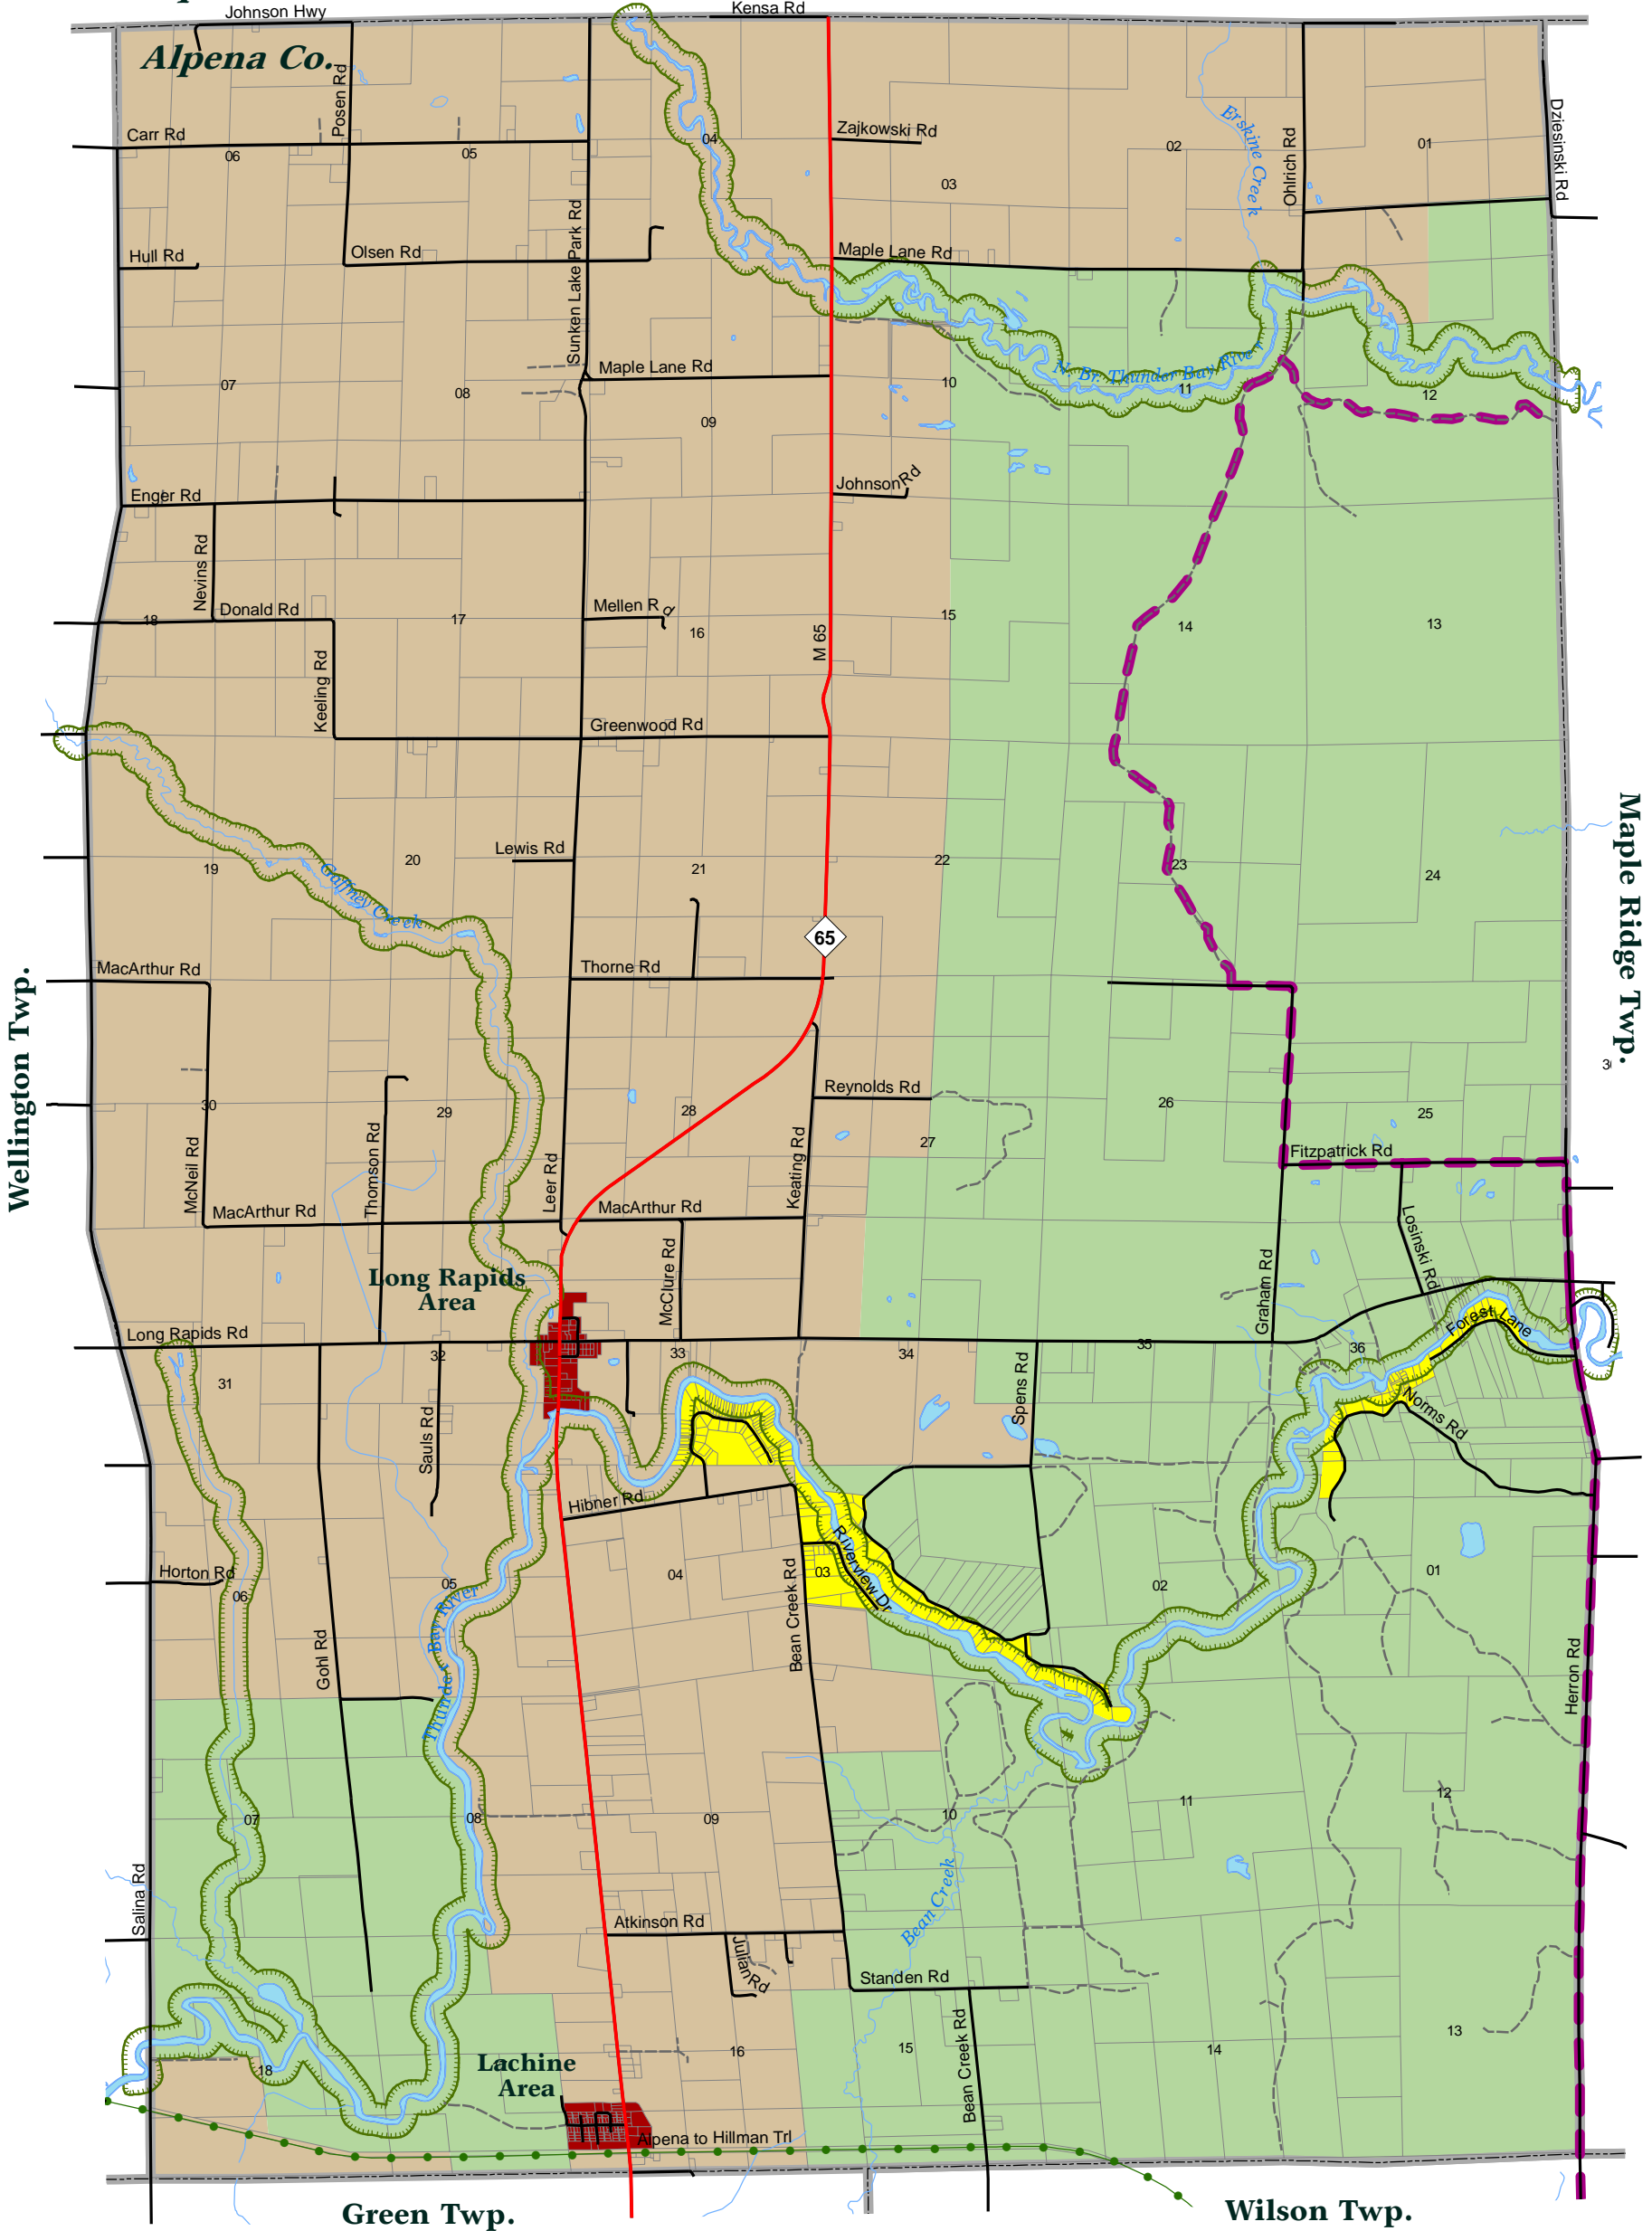 Johnson Hwy
Kensa Rd
Alpena Co.
Posen Rd
Carr Rd
Zajkowski Rd
Erskine Creek
Ohlrich Rd
Dziesinski Rd
06
05
04
03
02
01
Hull Rd
Olsen Rd
Sunken Lake Park Rd
Maple Lane Rd
Maple Lane Rd
N. Br. Thunder Bay River
07
08
09
10
11
12
Enger Rd
Johnson Rd
Nevins Rd
Donald Rd
Mellen Rd
M 65
18
17
16
15
14
13
Keeling Rd
Greenwood Rd
Maple Ridge Twp.
Lewis Rd
19
20
21
22
23
24
Gaffney Creek
65
MacArthur Rd
Thorne Rd
Wellington Twp.
Reynolds Rd
30
29
28
27
26
25
McNeil Rd
Thomson Rd
Leer Rd
Keating Rd
Fitzpatrick Rd
MacArthur Rd
MacArthur Rd
Losinski Rd
McClure Rd
Graham Rd
Long Rapids
Area
Long Rapids Rd
Forest Lane
31
32
33
34
35
36
Spens Rd
Norms Rd
Sauls Rd
Hibner Rd
Riverview Dr
Horton Rd
06
05
04
03
02
01
Bean Creek Rd
Gohl Rd
Thunder Bay River
Herron Rd
07
08
09
10
11
12
Salina Rd
Bean Creek
Atkinson Rd
Julian Rd
Standen Rd
18
16
15
14
13
Bean Creek Rd
Lachine
Area
Alpena to Hillman Trl
Green Twp.
Wilson Twp.